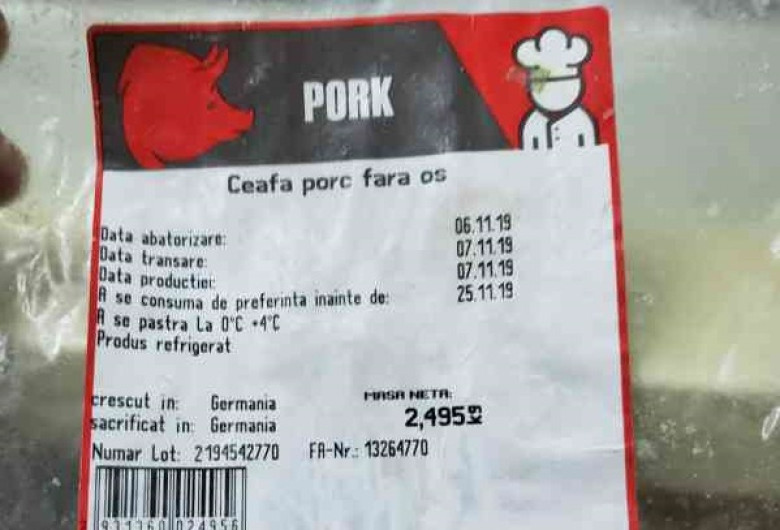 PORK
Ceafa porc fara os
Data abatorizare: 06.11.19
Data transare: 07.11.19
Data productiei: 07.11.19
A se consuma de preferinta inainte de: 25.11.19
A se pastra la 0°C +4°C
Produs refrigerat
crescut in: Germania
sacrificat in: Germania
MASA NETA:
2,495
Numar Lot: 2194542770 FA-Nr.: 13264770